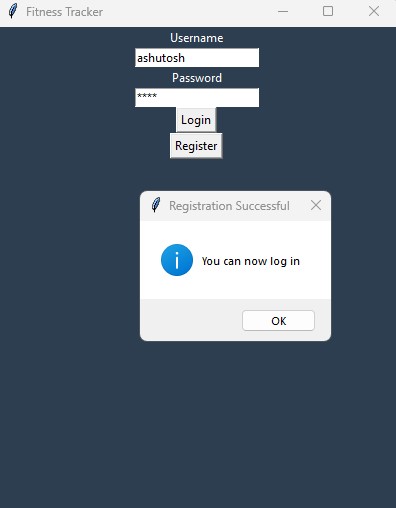 Fitness Tracker
Username
ashutosh
Password
****
Login
Register
Registration Successful
You can now log in
OK